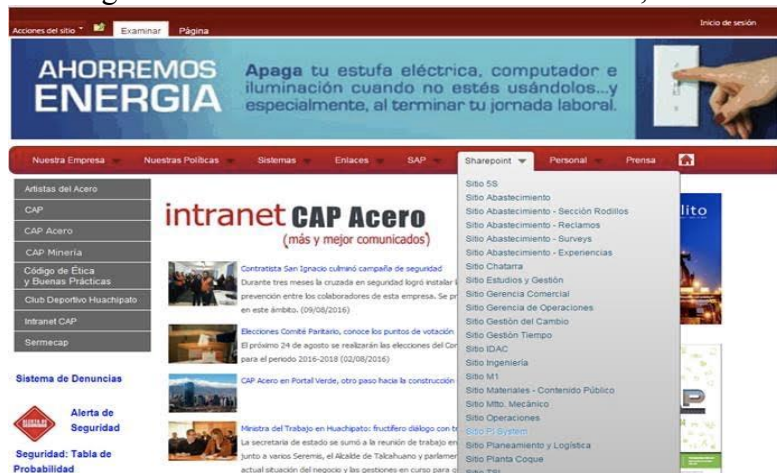 Acciones del sitio
Examinar
Página
Inicio de sesión
AHORREMOS
ENERGIA
Apaga tu estufa eléctrica, computador e
iluminación cuando no estés usándolos...y
especialmente, al terminar tu jornada laboral.
Nuestra Empresa
Nuestras Políticas
Sistemas
Enlaces
SAP
Sharepoint
Personal
Prensa
Artistas del Acero
CAP
CAP Acero
CAP Minería
Código de Ética
y Buenas Prácticas
Club Deportivo Huachipato
Intranet CAP
Sermecap
Sistema de Denuncias
Alerta de
Seguridad
Seguridad: Tabla de
Probabilidad
intranet CAP Acero
(más y mejor comunicados)
Contratista San Ignacio culminó campaña de seguridad
Durante tres meses la cruzada en seguridad logró instalar l
prevención entre los colaboradores de esta empresa. Se pr
en este ámbito. (09/08/2016)
Elecciones Comité Paritario, conoce los puntos de votación
El próximo 24 de agosto se realizarán las elecciones del Com
para el periodo 2016-2018 (02/08/2016)
CAP Acero en Portal Verde, otro paso hacia la construcción
Ministra del Trabajo en Huachipato: fructífero diálogo con t
La secretaria de estado se sumó a la reunión de trabajo en
junto a varios Seremis, el Alcalde de Talcahuano y parlamer
actual situación del negocio y las gestiones en curso para
Sitio 5S
Sitio Abastecimiento
Sitio Abastecimiento - Sección Rodillos
Sitio Abastecimiento - Reclamos
Sitio Abastecimiento - Surveys
Sitio Abastecimiento - Experiencias
Sitio Chatarra
Sitio Estudios y Gestión
Sitio Gerencia Comercial
Sitio Gerencia de Operaciones
Sitio Gestión del Cambio
Sitio Gestión Tiempo
Sitio IDAC
Sitio Ingeniería
Sitio M1
Sitio Materiales - Contenido Público
Sitio Mtto. Mecánico
Sitio Operaciones
Sitio PI System
Sitio Planeamiento y Logística
Sitio Planta Coque
Sitio TSL
lito